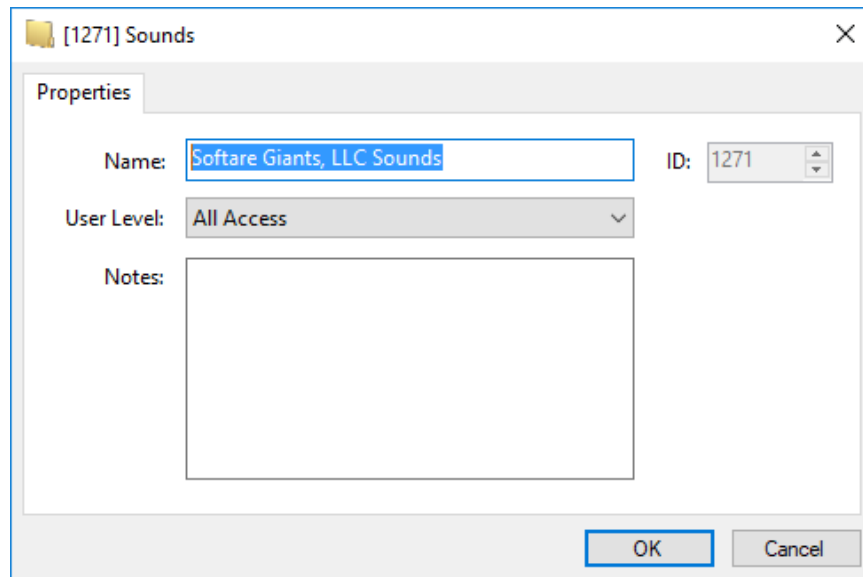 [1271] Sounds
Properties
Name: Softare Giants, LLC Sounds ID: 1271
User Level: All Access
Notes:
OK Cancel